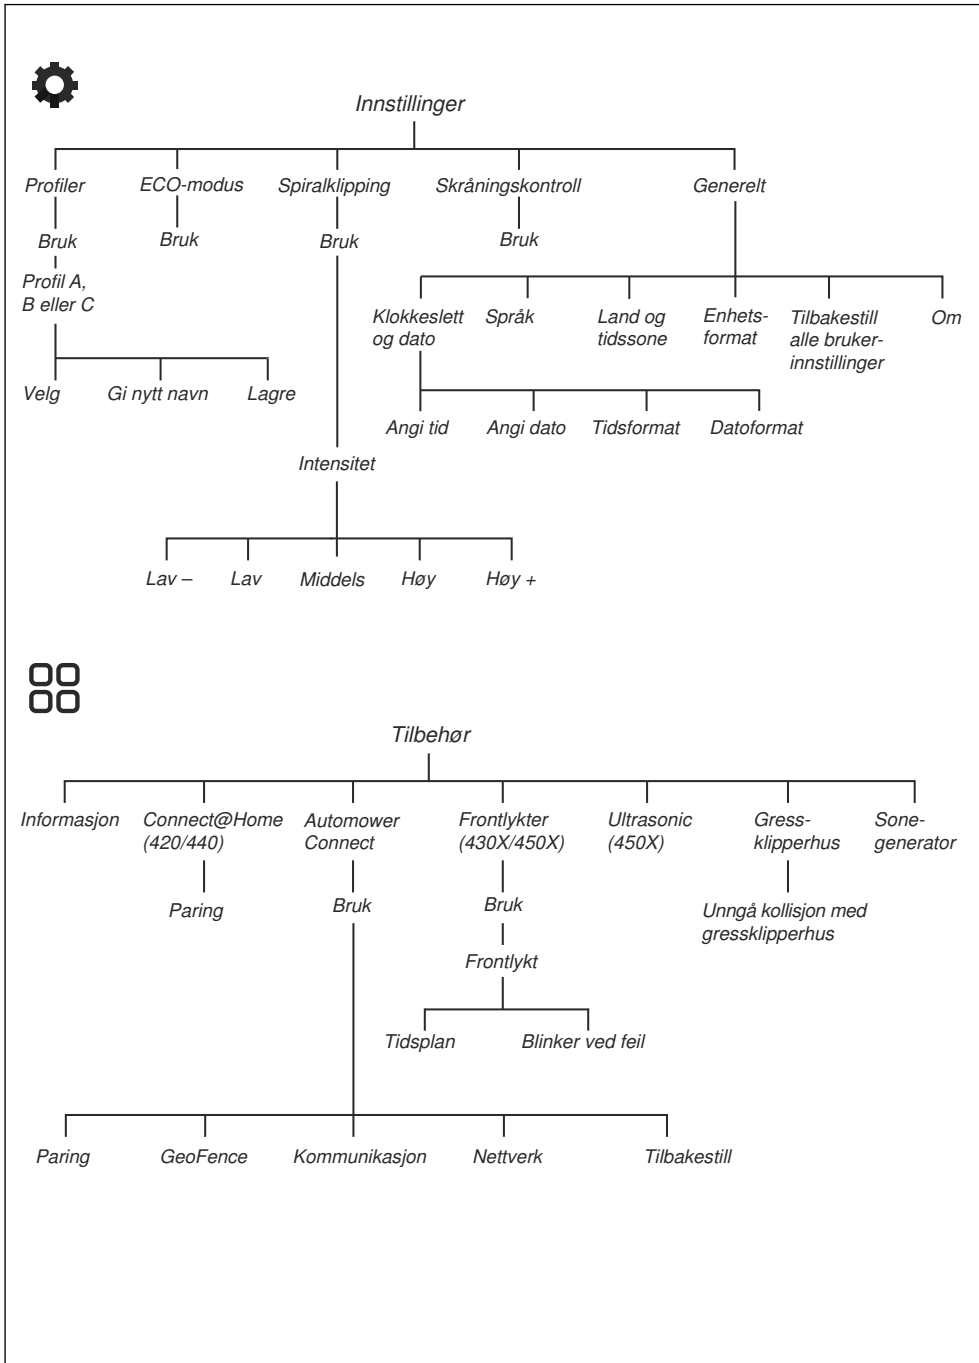 Innstillinger
Profiler
ECO-modus
Spiralklipping
Skråningskontroll
Generelt
Bruk
Bruk
Bruk
Bruk
Profil A,
B eller C
Klokkeslett
og dato
Språk
Land og
tidssone
Enhets-
format
Tilbakestill
alle bruker-
innstillinger
Om
Velg
Gi nytt navn
Lagre
Angi tid
Angi dato
Tidsformat
Datoformat
Intensitet
Lav –
Lav
Middels
Høy
Høy +
Tilbehør
Informasjon
Connect@Home
(420/440)
Automower
Connect
Frontlykter
(430X/450X)
Ultrasonic
(450X)
Gress-
klipperhus
Sone-
generator
Paring
Bruk
Bruk
Unngå kollisjon med
gressklipperhus
Frontlykt
Tidsplan
Blinker ved feil
Paring
GeoFence
Kommunikasjon
Nettverk
Tilbakestill